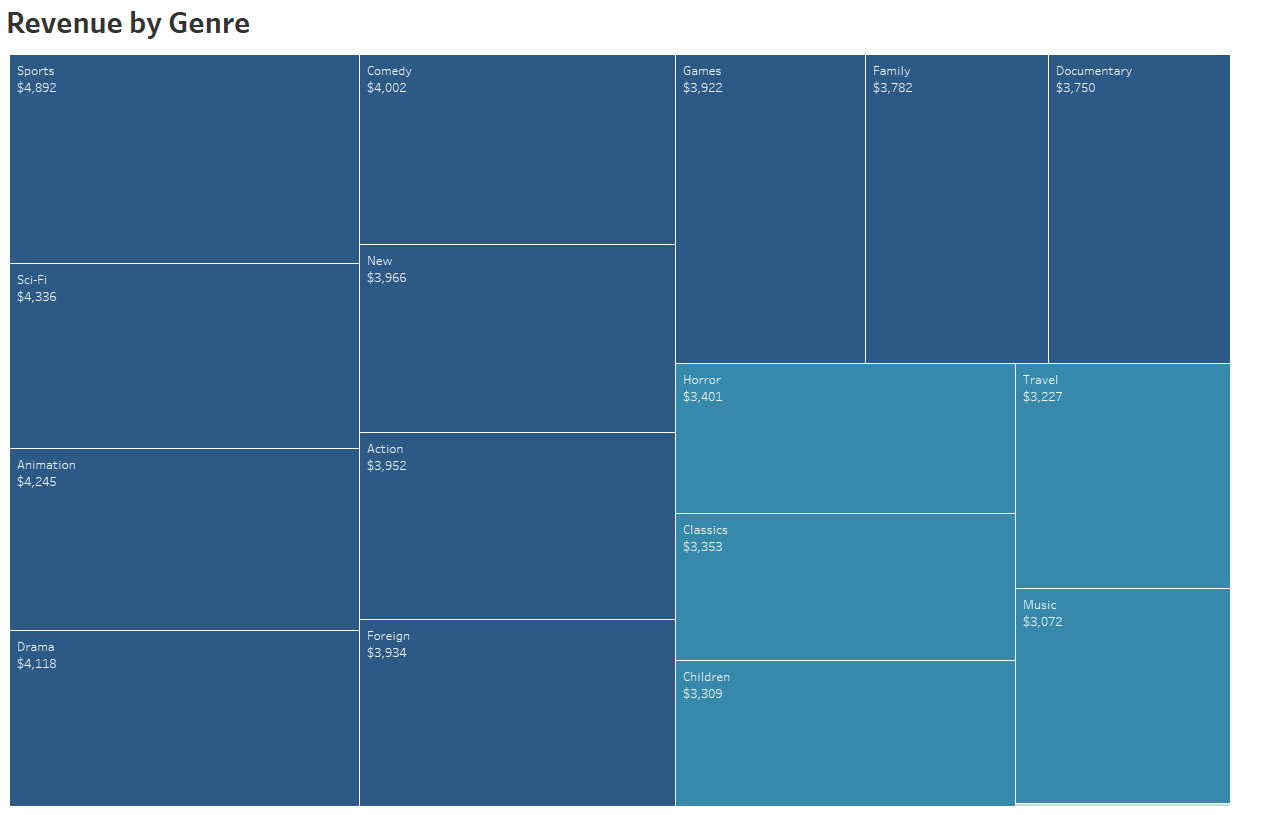 Revenue by Genre
Sports
$4,892
Sci-Fi
$4,336
Animation
$4,245
Drama
$4,118
Comedy
$4,002
New
$3,966
Action
$3,952
Foreign
$3,934
Games
$3,922
Family
$3,782
Documentary
$3,750
Horror
$3,401
Classics
$3,353
Children
$3,309
Travel
$3,227
Music
$3,072